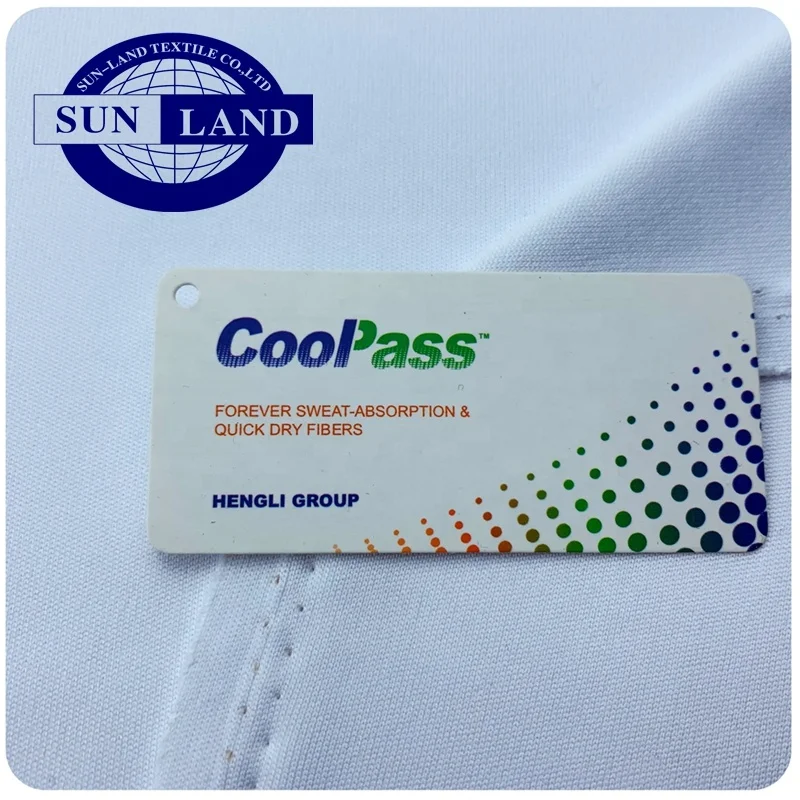 SUN-LAND TEXTILE CO.,LTD
SUN LAND
CoolPass™
FOREVER SWEAT-ABSORPTION &
QUICK DRY FIBERS
HENGLI GROUP